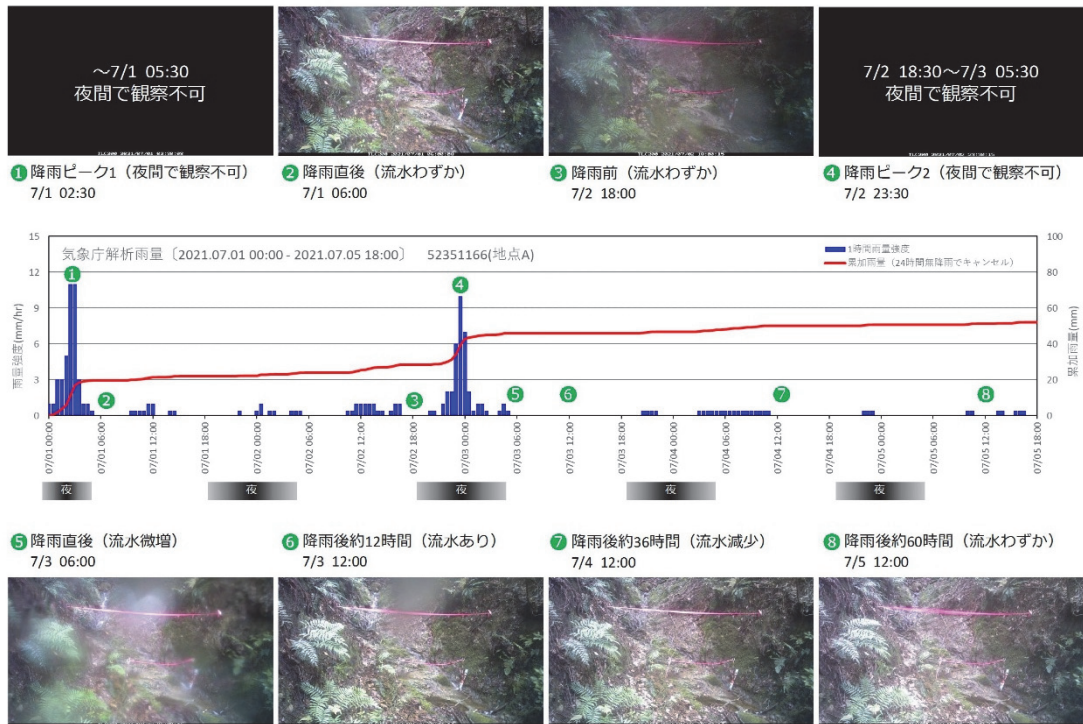 ～7/1 05:30
夜間で観察不可
7/2 18:30～7/3 05:30
夜間で観察不可
❶ 降雨ピーク1（夜間で観察不可）
7/1 02:30
❷ 降雨直後（流水わずか）
7/1 06:00
❸ 降雨前（流水わずか）
7/2 18:00
❹ 降雨ピーク2（夜間で観察不可）
7/2 23:30
気象庁解析雨量〔2021.07.01 00:00 - 2021.07.05 18:00〕 52351166(地点A)
1時間雨量強度
累加雨量（24時間無降雨でキャンセル）
雨量強度(mm/hr)
15
12
9
6
3
0
累加雨量(mm)
100
80
60
40
20
0
❶
❷
❸
❹
❺
❻
❼
❽
07/01 00:00
07/01 06:00
07/01 12:00
07/01 18:00
07/02 00:00
07/02 06:00
07/02 12:00
07/02 18:00
07/03 00:00
07/03 06:00
07/03 12:00
07/03 18:00
07/04 00:00
07/04 06:00
07/04 12:00
07/04 18:00
07/05 00:00
07/05 06:00
07/05 12:00
07/05 18:00
夜
夜
夜
夜
夜
❺ 降雨直後（流水微増）
7/3 06:00
❻ 降雨後約12時間（流水あり）
7/3 12:00
❼ 降雨後約36時間（流水減少）
7/4 12:00
❽ 降雨後約60時間（流水わずか）
7/5 12:00